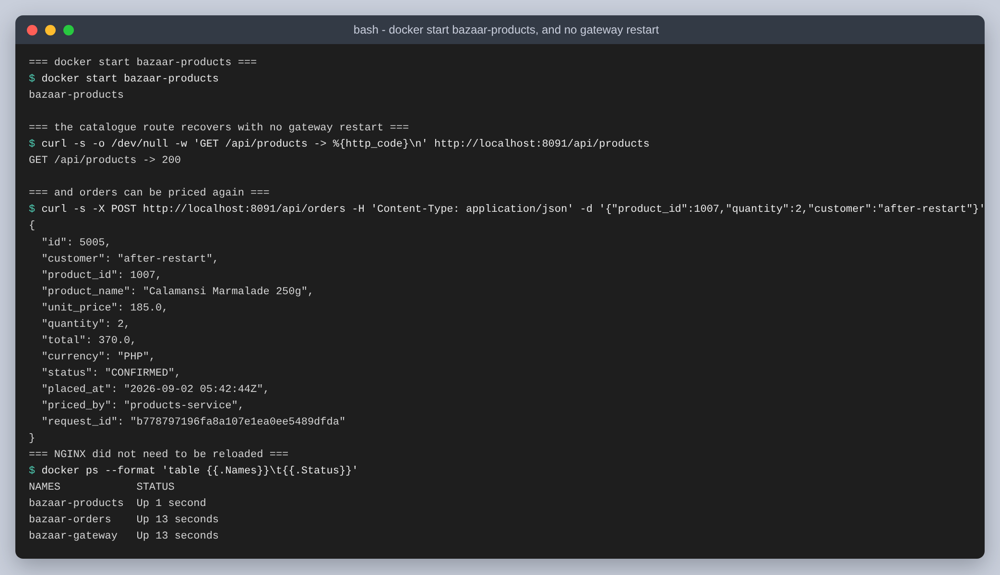 bash - docker start bazaar-products, and no gateway restart
=== docker start bazaar-products ===
$ docker start bazaar-products
bazaar-products
=== the catalogue route recovers with no gateway restart ===
$ curl -s -o /dev/null -w 'GET /api/products -> %{http_code}\n' http://localhost:8091/api/products
GET /api/products -> 200
=== and orders can be priced again ===
$ curl -s -X POST http://localhost:8091/api/orders -H 'Content-Type: application/json' -d '{"product_id":1007,"quantity":2,"customer":"after-restart"}'
{
  "id": 5005,
  "customer": "after-restart",
  "product_id": 1007,
  "product_name": "Calamansi Marmalade 250g",
  "unit_price": 185.0,
  "quantity": 2,
  "total": 370.0,
  "currency": "PHP",
  "status": "CONFIRMED",
  "placed_at": "2026-09-02 05:42:44Z",
  "priced_by": "products-service",
  "request_id": "b778797196fa8a107e1ea0ee5489dfda"
}
=== NGINX did not need to be reloaded ===
$ docker ps --format 'table {{.Names}}\t{{.Status}}'
NAMES            STATUS
bazaar-products  Up 1 second
bazaar-orders    Up 13 seconds
bazaar-gateway   Up 13 seconds